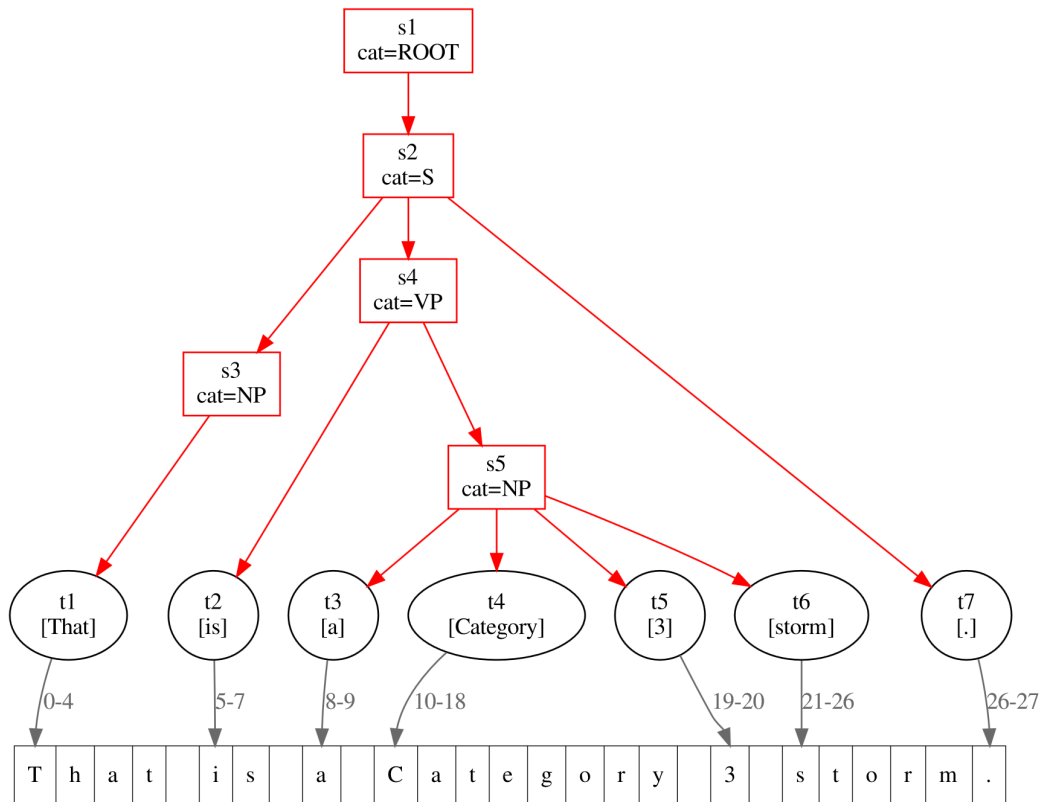 s1
cat=ROOT
s2
cat=S
s4
cat=VP
s3
cat=NP
s5
cat=NP
t1
[That]
t2
[is]
t3
[a]
t4
[Category]
t5
[3]
t6
[storm]
t7
[.]
0-4 5-7 8-9 10-18 19-20 21-26 26-27
T h a t i s a C a t e g o r y 3 s t o r m .